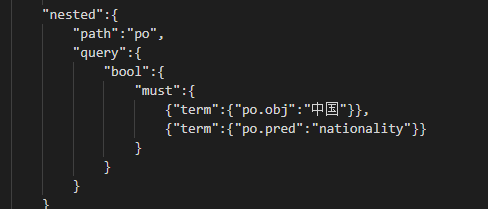 "nested":{
"path":"po",
"query":{
"bool":{
"must":{
{"term":{"po.obj":"中国"}},
{"term":{"po.pred":"nationality"}}
}
}
}
}